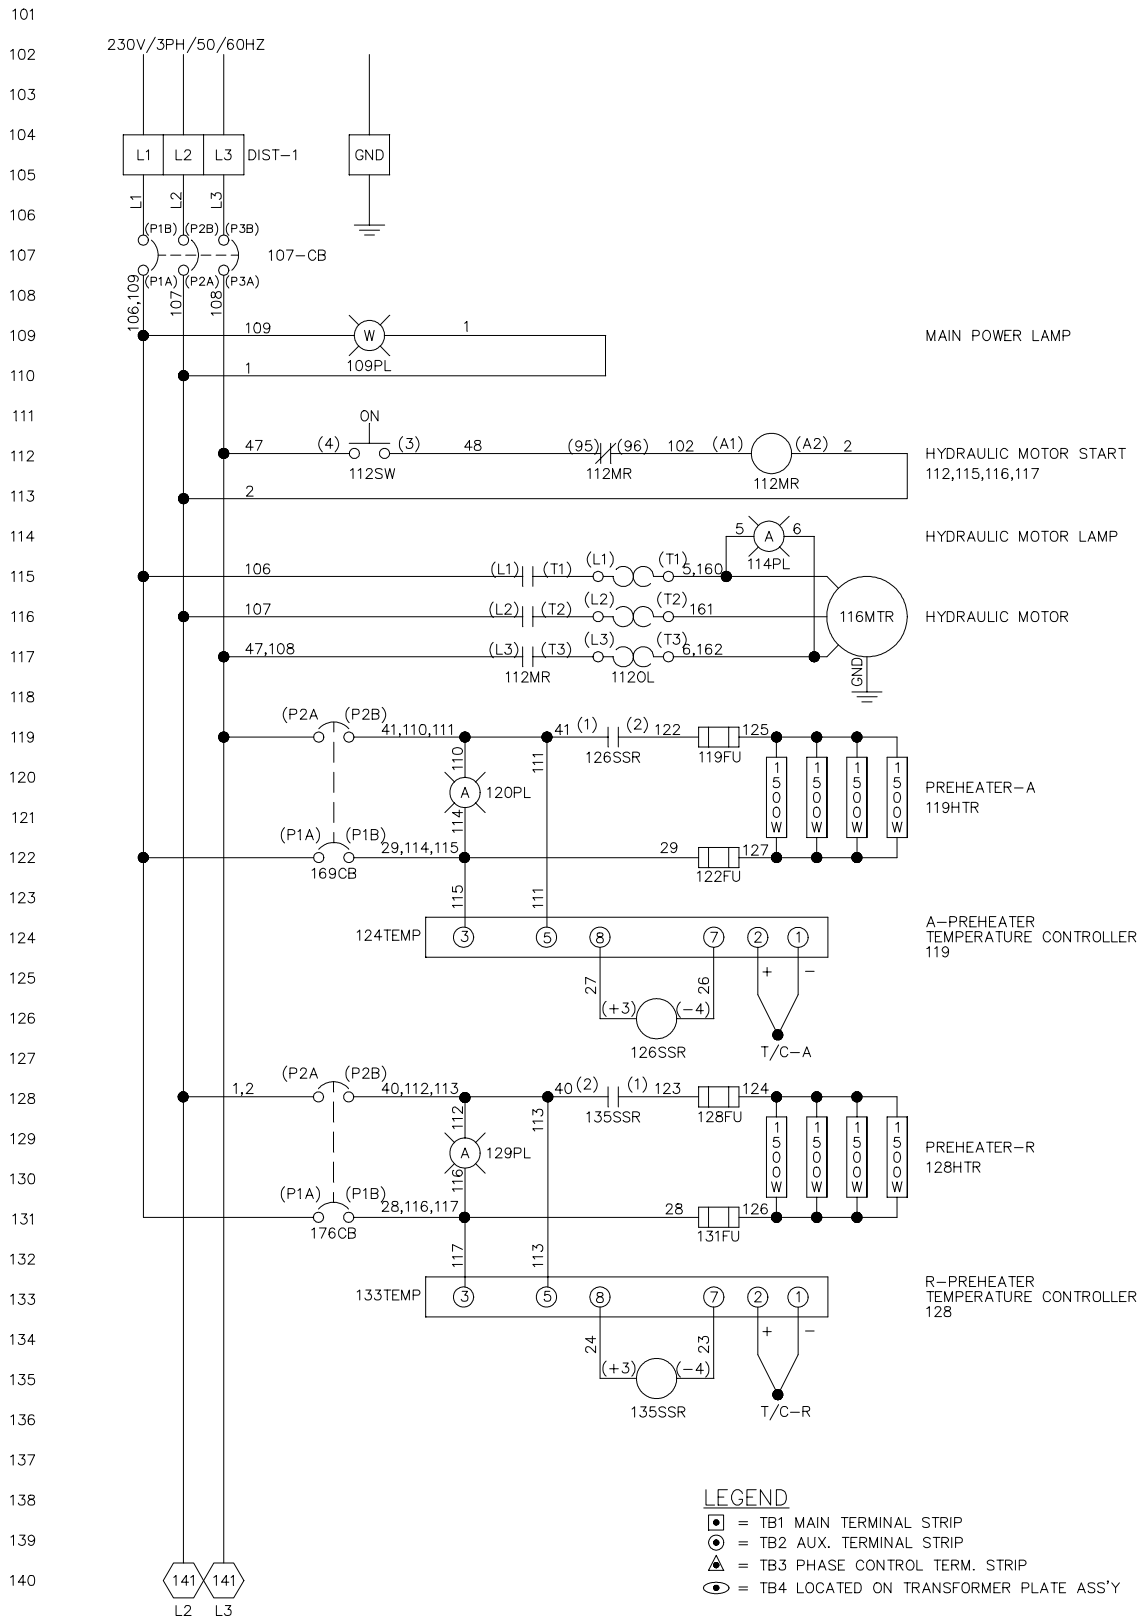 101
230V/3PH/50/60HZ
102
103
104
L1 L2 L3 DIST-1 GND
105
L1 L2 L3
106
(P1B) (P2B) (P3B)
107 107-CB
(P1A) (P2A) (P3A)
106,109 107 108
108
109 109 W 1 MAIN POWER LAMP
109PL
110 1
111
ON
112 47 (4) (3) 48 (95) (96) 102 (A1) (A2) 2 HYDRAULIC MOTOR START
112SW 112MR 112MR 112,115,116,117
113 2
114 5 A 6 HYDRAULIC MOTOR LAMP
114PL
115 106 (L1) (T1) (L1) (T1) 5,160
116 107 (L2) (T2) (L2) (T2) 161 116MTR HYDRAULIC MOTOR
117 47,108 (L3) (T3) (L3) (T3) 6,162
112MR 112OL GND
118
(P2A (P2B)
119 41,110,111 41 (1) (2) 122 125
126SSR 119FU
110 111
120 A 120PL 1500W 1500W 1500W 1500W PREHEATER-A
119HTR
121 114
(P1A) (P1B)
122 29,114,115 29 127
169CB 122FU
123 115 111
124 124TEMP 3 5 8 7 2 1 A-PREHEATER
TEMPERATURE CONTROLLER
119
125 27 26 + -
126 (+3) (-4)
126SSR T/C-A
127
(P2A (P2B)
128 1,2 40,112,113 40 (2) (1) 123 124
135SSR 128FU
112 113
129 A 129PL 1500W 1500W 1500W 1500W PREHEATER-R
128HTR
130 116
(P1A) (P1B)
131 28,116,117 28 126
176CB 131FU
132 117 113
133 133TEMP 3 5 8 7 2 1 R-PREHEATER
TEMPERATURE CONTROLLER
128
134 24 23 + -
135 (+3) (-4)
135SSR T/C-R
136
137
138 LEGEND
= TB1 MAIN TERMINAL STRIP
139 = TB2 AUX. TERMINAL STRIP
= TB3 PHASE CONTROL TERM. STRIP
140 141 141 = TB4 LOCATED ON TRANSFORMER PLATE ASS'Y
L2 L3